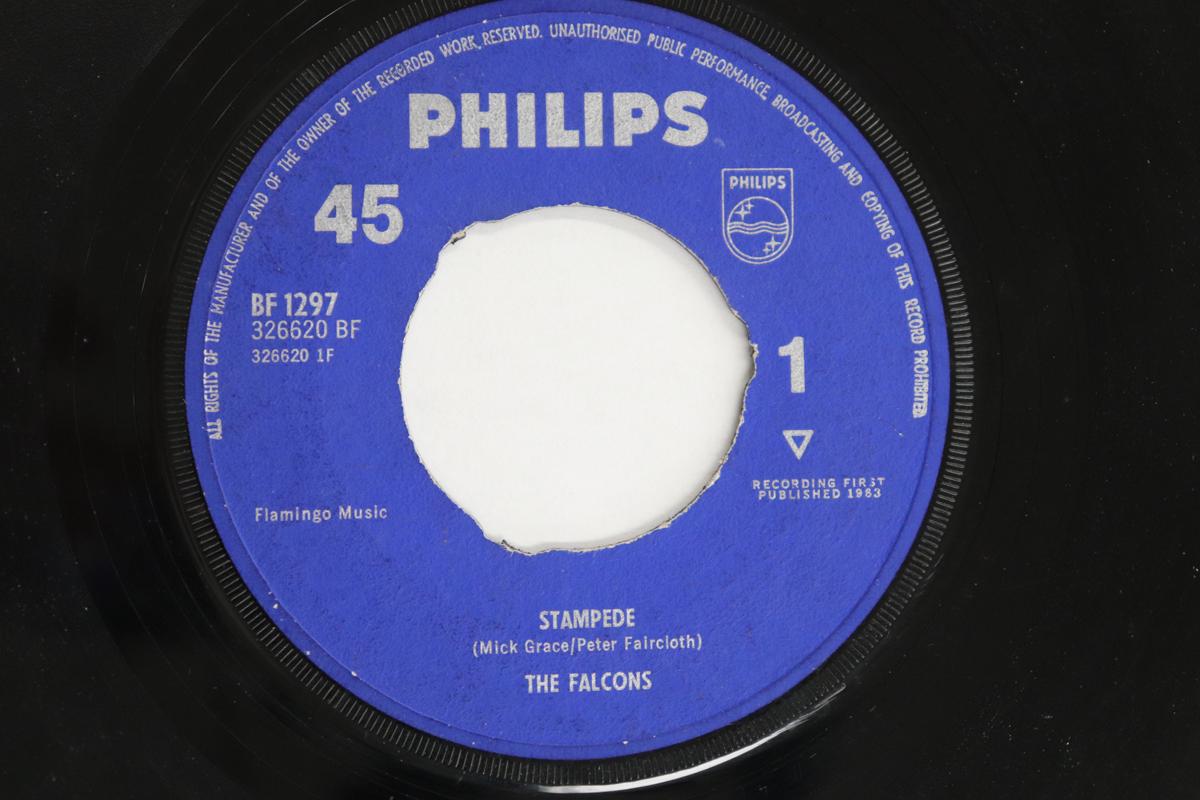 ALL RIGHTS OF THE MANUFACTURER AND OF THE OWNER OF THE RECORDED WORK RESERVED. UNAUTHORISED PUBLIC PERFORMANCE, BROADCASTING AND COPYING OF THIS RECORD PROHIBITED
PHILIPS
45
PHILIPS
BF 1297
326620 BF
326620 1F
1
RECORDING FIRST
PUBLISHED 1963
Flamingo Music
STAMPEDE
(Mick Grace/Peter Faircloth)
THE FALCONS